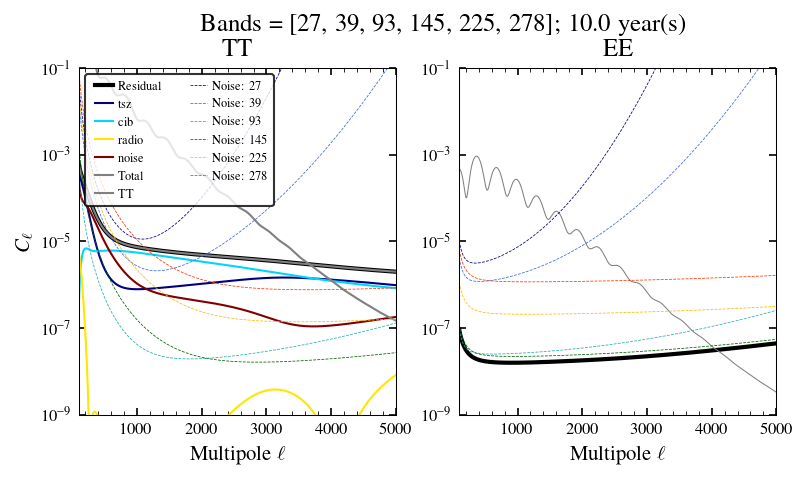 Bands = [27, 39, 93, 145, 225, 278]; 10.0 year(s)
TT
EE
Residual
tsz
cib
radio
noise
Total
TT
Noise: 27
Noise: 39
Noise: 93
Noise: 145
Noise: 225
Noise: 278
C_ℓ
10^{-1}
10^{-3}
10^{-5}
10^{-7}
10^{-9}
1000 2000 3000 4000 5000
Multipole ℓ
10^{-1}
10^{-3}
10^{-5}
10^{-7}
10^{-9}
1000 2000 3000 4000 5000
Multipole ℓ